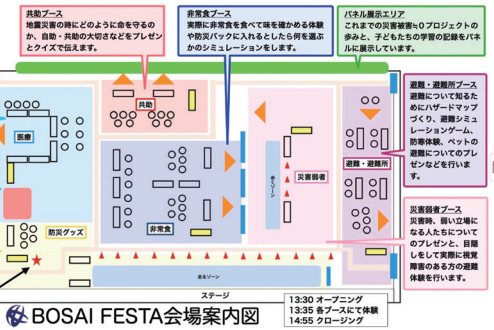 共助ブース
地震災害の時にどのように命を守るの
か、自助・共助の大切さなどをプレゼン
とクイズで伝えます。
非常食ブース
実際に非常食を食べて味を確かめる体験
や防災バックに入れるとしたら何を選ぶ
かのシミュレーションをします。
パネル展示エリア
これまでの災害被害≒0プロジェクトの
歩みと、子どもたちの学習の記録をパネ
ルに展示しています。
避難・避難所ブース
避難について知るた
めにハザードマップ
づくり、避難シミュ
レーションゲーム、
防寒体験、ペットの
避難についてのプレ
ゼンなどを行いま
す。
災害弱者ブース
災害時、弱い立場に
なる人たちについて
のプレゼンと、目隠
しをして実際に視覚
障害のある方の避難
体験を行います。
共助
医療
非常食
災害弱者
避難・避難所
防災グッズ
ステージ
BOSAI FESTA会場案内図
13:30 オープニング
13:35 各ブースにて体験
14:55 クロージング